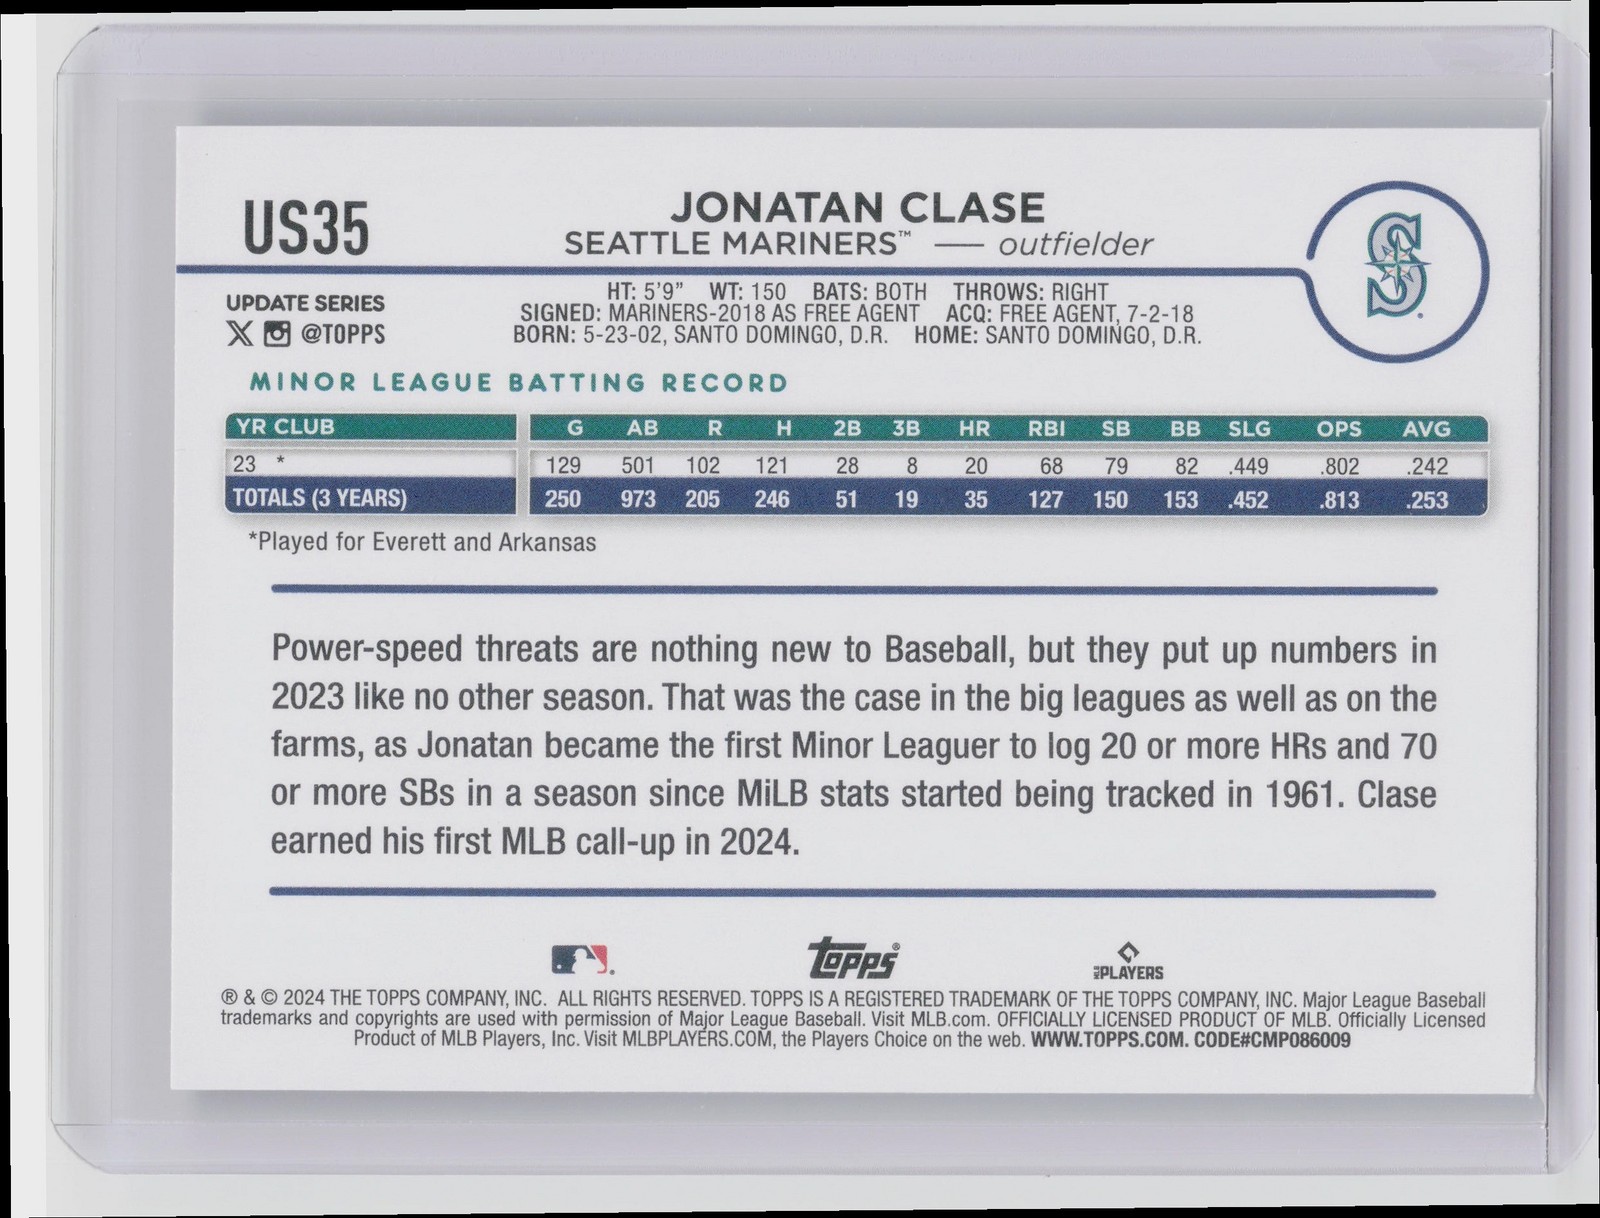 US35
JONATAN CLASE
SEATTLE MARINERS™ — outfielder
UPDATE SERIES
@TOPPS
HT: 5'9" WT: 150 BATS: BOTH THROWS: RIGHT
SIGNED: MARINERS-2018 AS FREE AGENT ACQ: FREE AGENT, 7-2-18
BORN: 5-23-02, SANTO DOMINGO, D.R. HOME: SANTO DOMINGO, D.R.
S
MINOR LEAGUE BATTING RECORD
YR CLUB G AB R H 2B 3B HR RBI SB BB SLG OPS AVG
23 * 129 501 102 121 28 8 20 68 79 82 .449 .802 .242
TOTALS (3 YEARS) 250 973 205 246 51 19 35 127 150 153 .452 .813 .253
*Played for Everett and Arkansas
Power-speed threats are nothing new to Baseball, but they put up numbers in
2023 like no other season. That was the case in the big leagues as well as on the
farms, as Jonatan became the first Minor Leaguer to log 20 or more HRs and 70
or more SBs in a season since MiLB stats started being tracked in 1961. Clase
earned his first MLB call-up in 2024.
Topps®
MLB PLAYERS
® & © 2024 THE TOPPS COMPANY, INC. ALL RIGHTS RESERVED. TOPPS IS A REGISTERED TRADEMARK OF THE TOPPS COMPANY, INC. Major League Baseball
trademarks and copyrights are used with permission of Major League Baseball. Visit MLB.com. OFFICIALLY LICENSED PRODUCT OF MLB. Officially Licensed
Product of MLB Players, Inc. Visit MLBPLAYERS.COM, the Players Choice on the web. WWW.TOPPS.COM. CODE#CMP086009